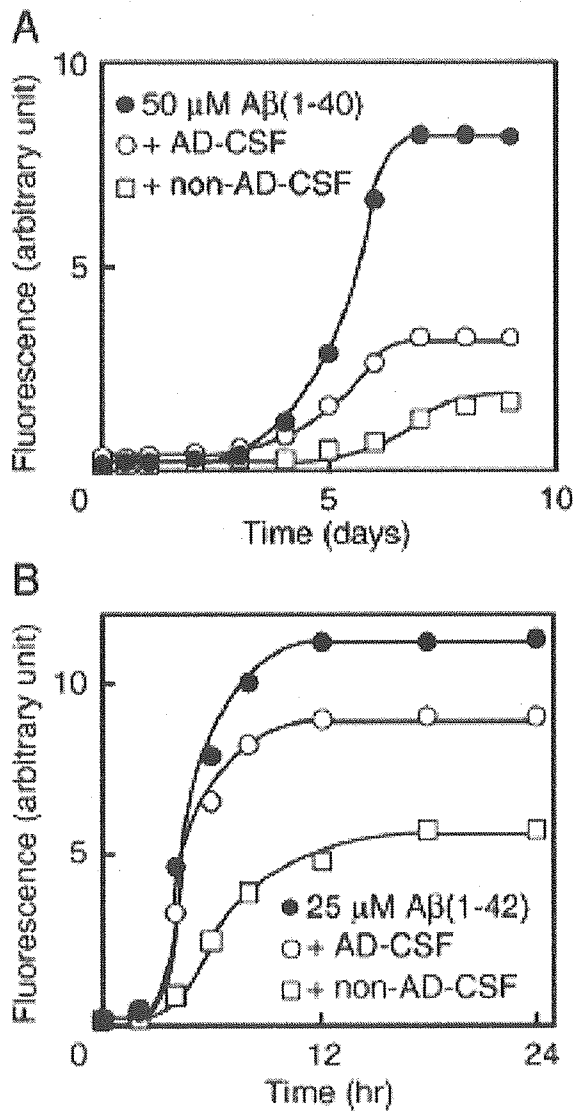 A
Fluorescence (arbitrary unit)
10
5
0
● 50 μM Aβ(1-40)
○ + AD-CSF
□ + non-AD-CSF
5
10
Time (days)
B
Fluorescence (arbitrary unit)
10
5
0
● 25 μM Aβ(1-42)
○ + AD-CSF
□ + non-AD-CSF
12
24
Time (hr)